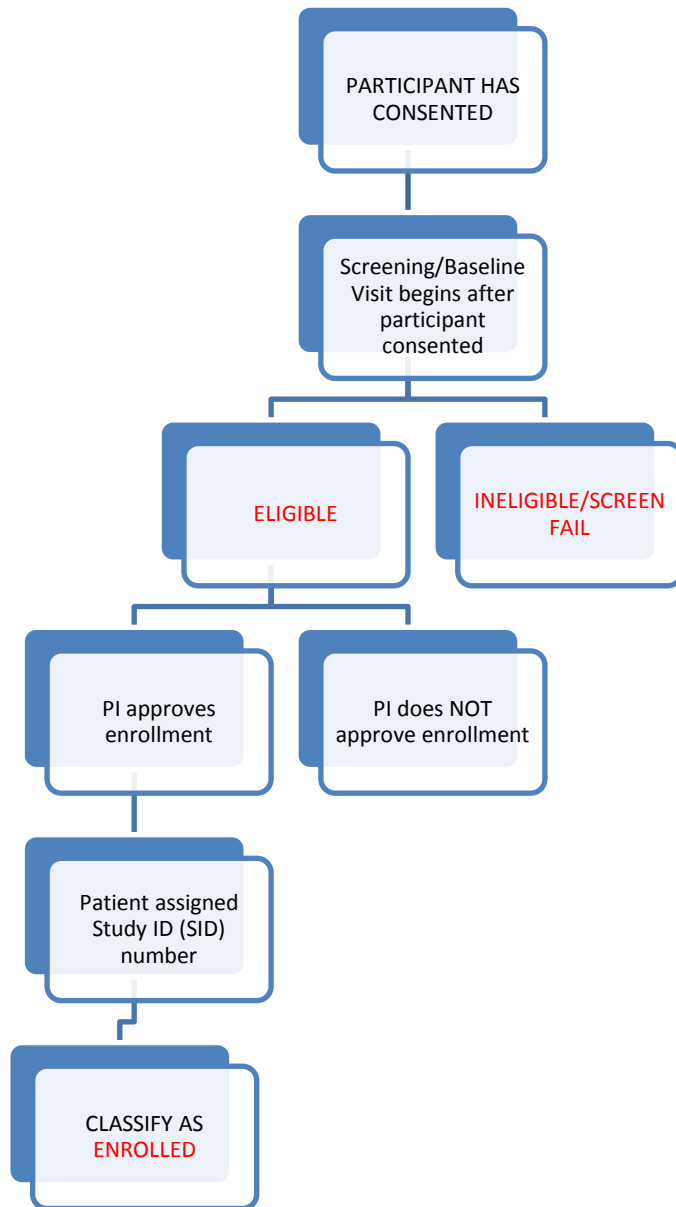 PARTICIPANT HAS
CONSENTED
Screening/Baseline
Visit begins after
participant
consented
ELIGIBLE
INELIGIBLE/SCREEN
FAIL
PI approves
enrollment
PI does NOT
approve enrollment
Patient assigned
Study ID (SID)
number
CLASSIFY AS
ENROLLED